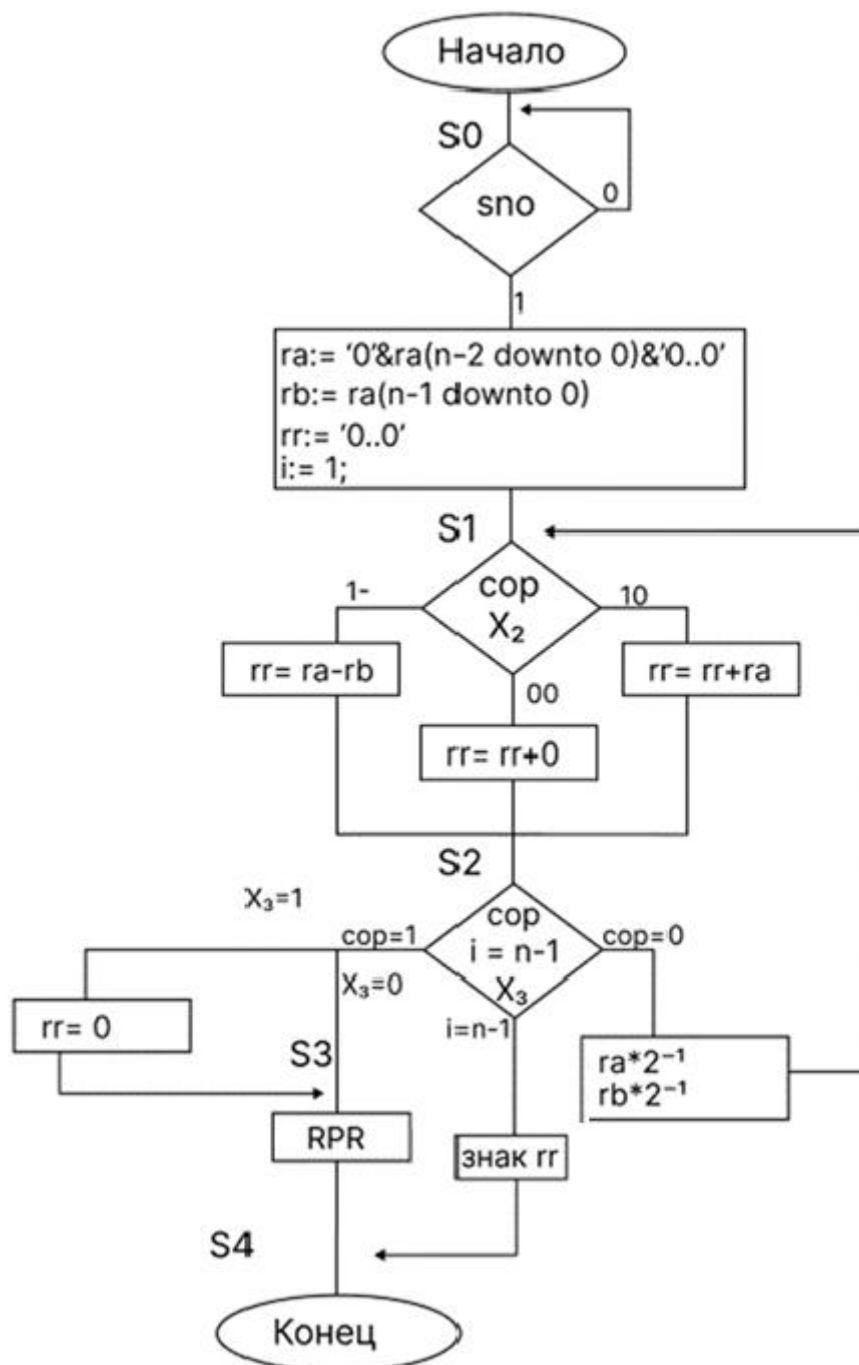 Начало
S0
sno
0
1
ra:= '0'&ra(n-2 downto 0)&'0..0'
rb:= ra(n-1 downto 0)
rr:= '0..0'
i:= 1;
S1
cop
X₂
1-
10
00
rr= ra-rb
rr= rr+ra
rr= rr+0
S2
X₃=1
cop
i = n-1
X₃
cop=1
cop=0
X₃=0
i=n-1
rr= 0
S3
ra*2⁻¹
rb*2⁻¹
RPR
знак rr
S4
Конец